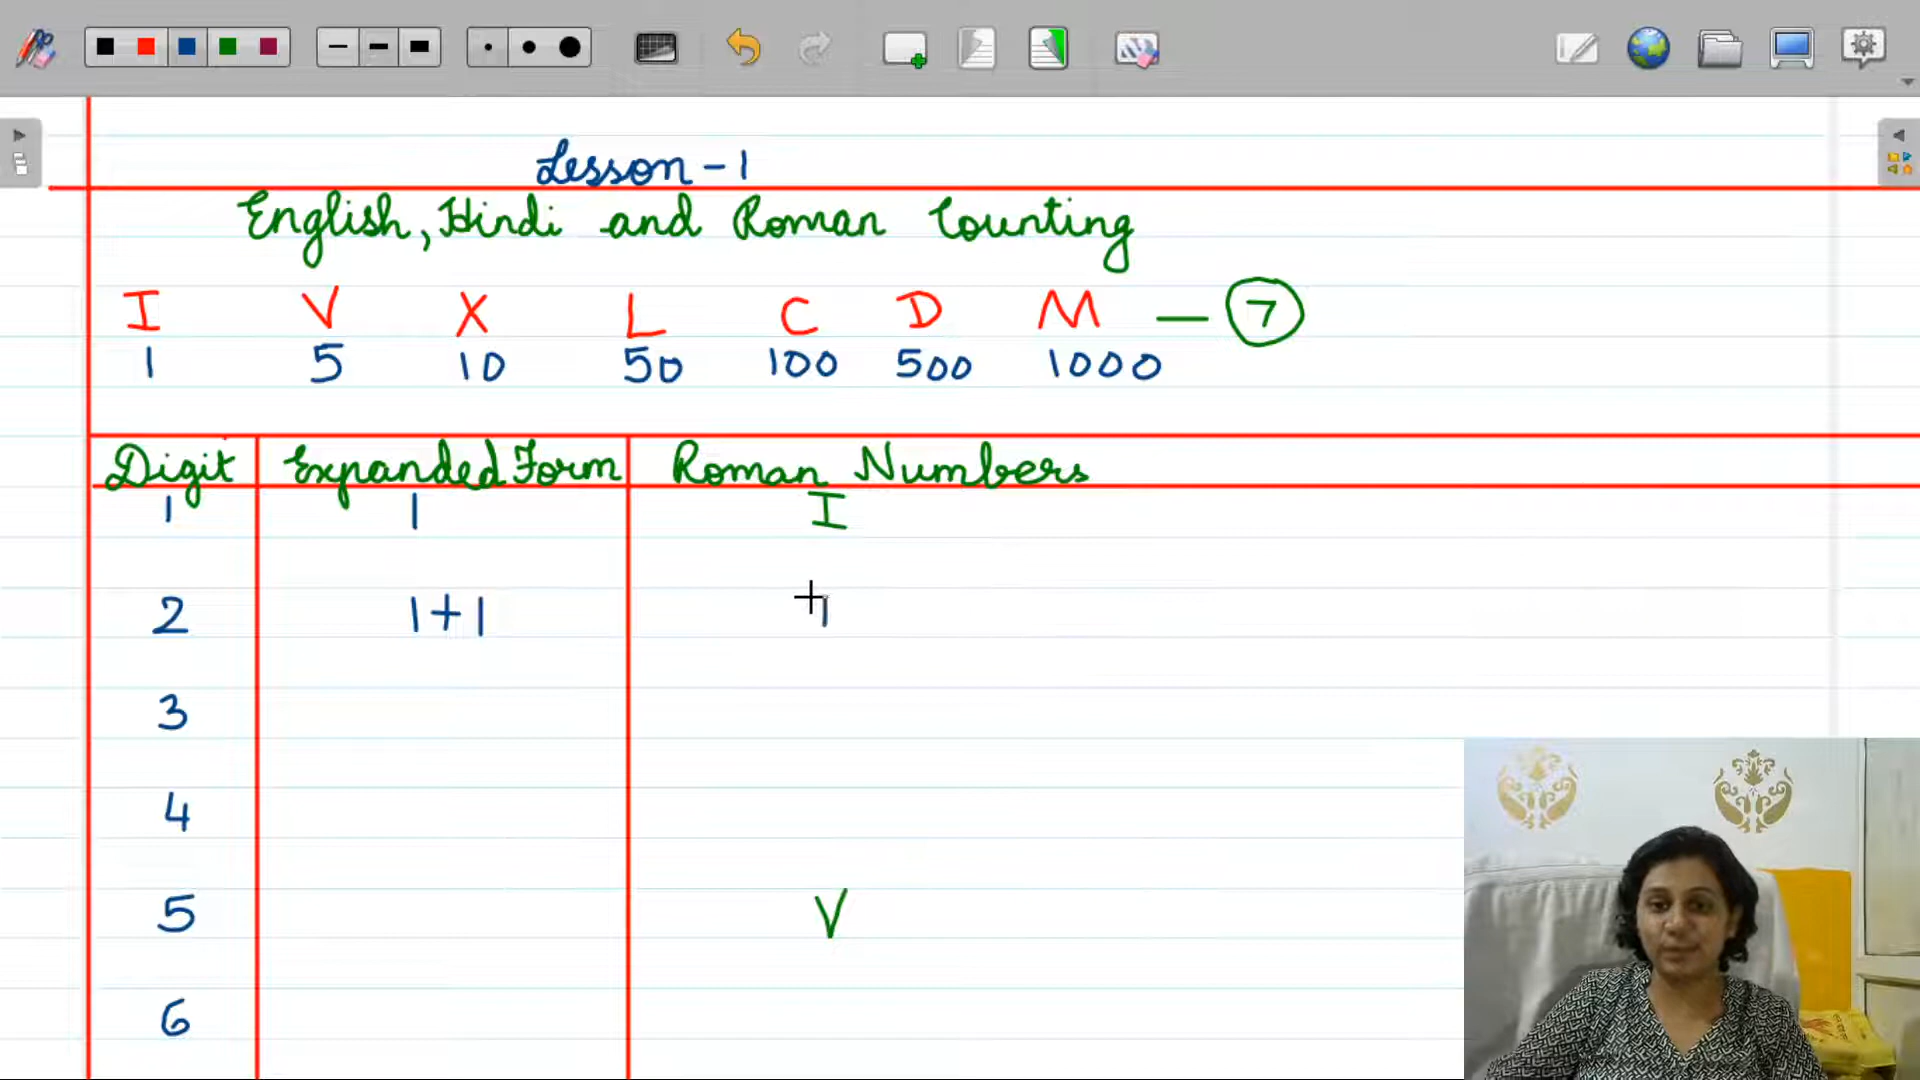 Lesson - 1
English, Hindi and Roman Counting
I V X L C D M — 7
1 5 10 50 100 500 1000
Digit Expanded Form Roman Numbers
1 1 I
2 1+1 1
3
4
5 V
6